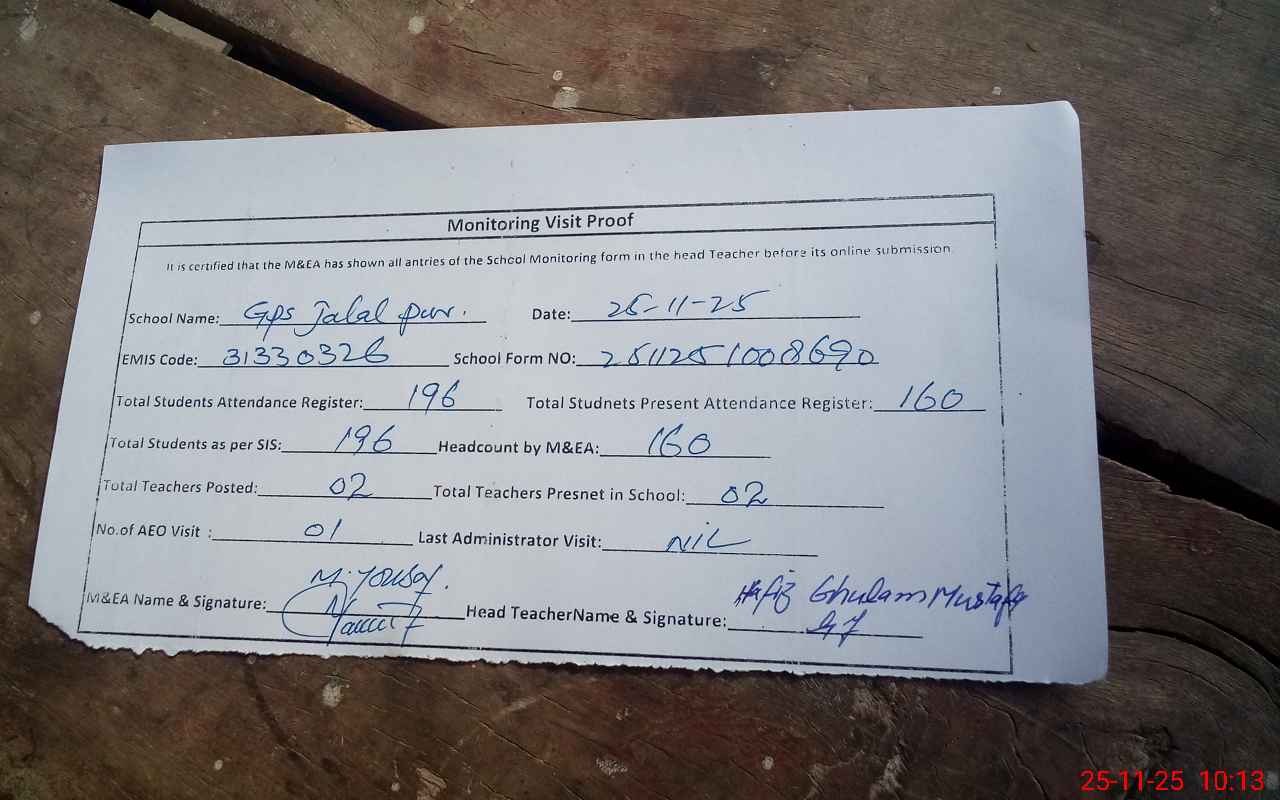 Monitoring Visit Proof
It is certified that the M&EA has shown all antries of the School Monitoring form in the head Teacher before its online submission.
School Name: Gps Jalal pur. Date: 25-11-25
EMIS Code: 31330326 School Form NO: 2511251008690
Total Students Attendance Register: 196 Total Studnets Present Attendance Register: 160
Total Students as per SIS: 196 Headcount by M&EA: 160
Total Teachers Posted: 02 Total Teachers Presnet in School: 02
No.of AEO Visit : 01 Last Administrator Visit: NIL
M&EA Name & Signature: M. Yousaf. Head TeacherName & Signature: Hafiz Ghulam Mustafa
25-11-25 10:13